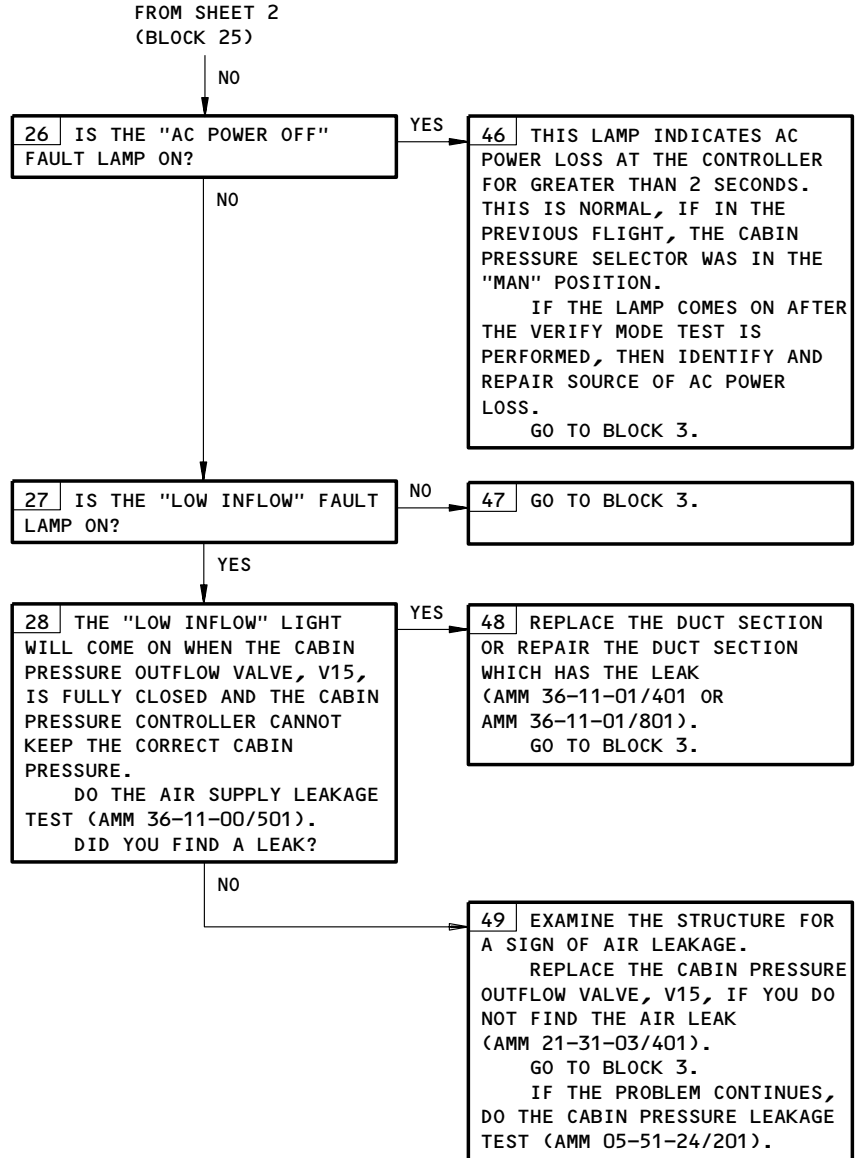 FROM SHEET 2
(BLOCK 25)
NO
26 IS THE "AC POWER OFF"
FAULT LAMP ON?
YES
46 THIS LAMP INDICATES AC
POWER LOSS AT THE CONTROLLER
FOR GREATER THAN 2 SECONDS.
THIS IS NORMAL, IF IN THE
PREVIOUS FLIGHT, THE CABIN
PRESSURE SELECTOR WAS IN THE
"MAN" POSITION.
IF THE LAMP COMES ON AFTER
THE VERIFY MODE TEST IS
PERFORMED, THEN IDENTIFY AND
REPAIR SOURCE OF AC POWER
LOSS.
GO TO BLOCK 3.
NO
27 IS THE "LOW INFLOW" FAULT
LAMP ON?
NO
47 GO TO BLOCK 3.
YES
28 THE "LOW INFLOW" LIGHT
WILL COME ON WHEN THE CABIN
PRESSURE OUTFLOW VALVE, V15,
IS FULLY CLOSED AND THE CABIN
PRESSURE CONTROLLER CANNOT
KEEP THE CORRECT CABIN
PRESSURE.
DO THE AIR SUPPLY LEAKAGE
TEST (AMM 36-11-00/501).
DID YOU FIND A LEAK?
YES
48 REPLACE THE DUCT SECTION
OR REPAIR THE DUCT SECTION
WHICH HAS THE LEAK
(AMM 36-11-01/401 OR
AMM 36-11-01/801).
GO TO BLOCK 3.
NO
49 EXAMINE THE STRUCTURE FOR
A SIGN OF AIR LEAKAGE.
REPLACE THE CABIN PRESSURE
OUTFLOW VALVE, V15, IF YOU DO
NOT FIND THE AIR LEAK
(AMM 21-31-03/401).
GO TO BLOCK 3.
IF THE PROBLEM CONTINUES,
DO THE CABIN PRESSURE LEAKAGE
TEST (AMM 05-51-24/201).